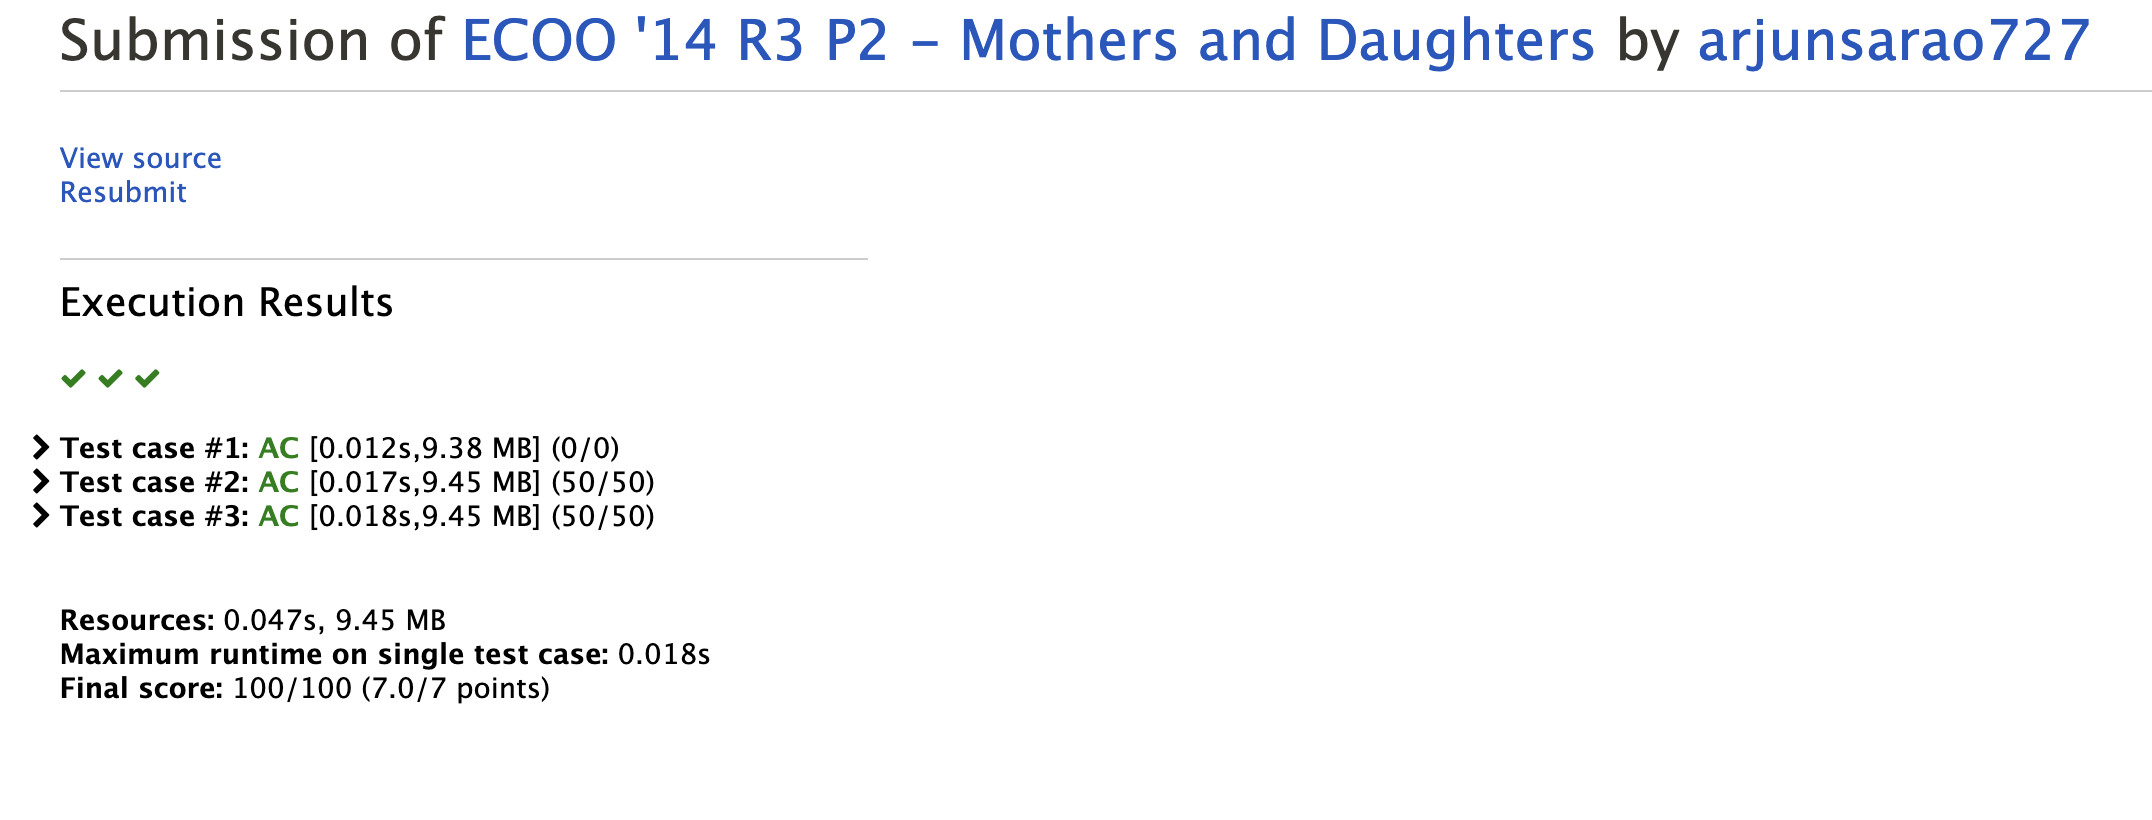 Submission of ECOO '14 R3 P2 – Mothers and Daughters by arjunsarao727
View source
Resubmit
Execution Results
Test case #1: AC [0.012s,9.38 MB] (0/0)
Test case #2: AC [0.017s,9.45 MB] (50/50)
Test case #3: AC [0.018s,9.45 MB] (50/50)
Resources: 0.047s, 9.45 MB
Maximum runtime on single test case: 0.018s
Final score: 100/100 (7.0/7 points)